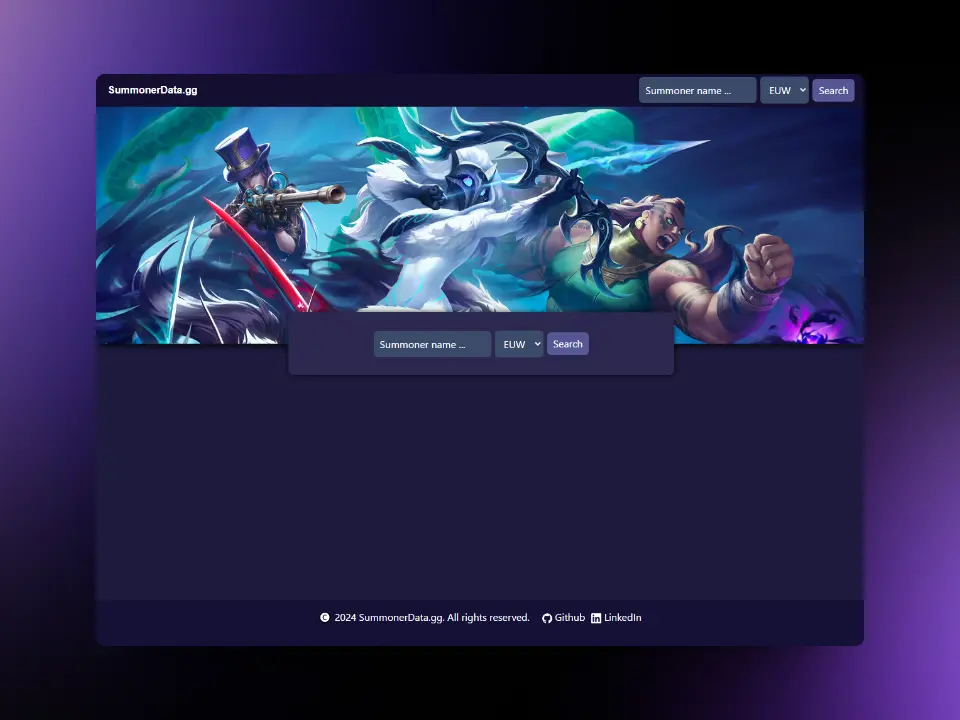 SummonerData.gg Summoner name ... EUW Search
Summoner name ... EUW Search
© 2024 SummonerData.gg. All rights reserved. Github LinkedIn